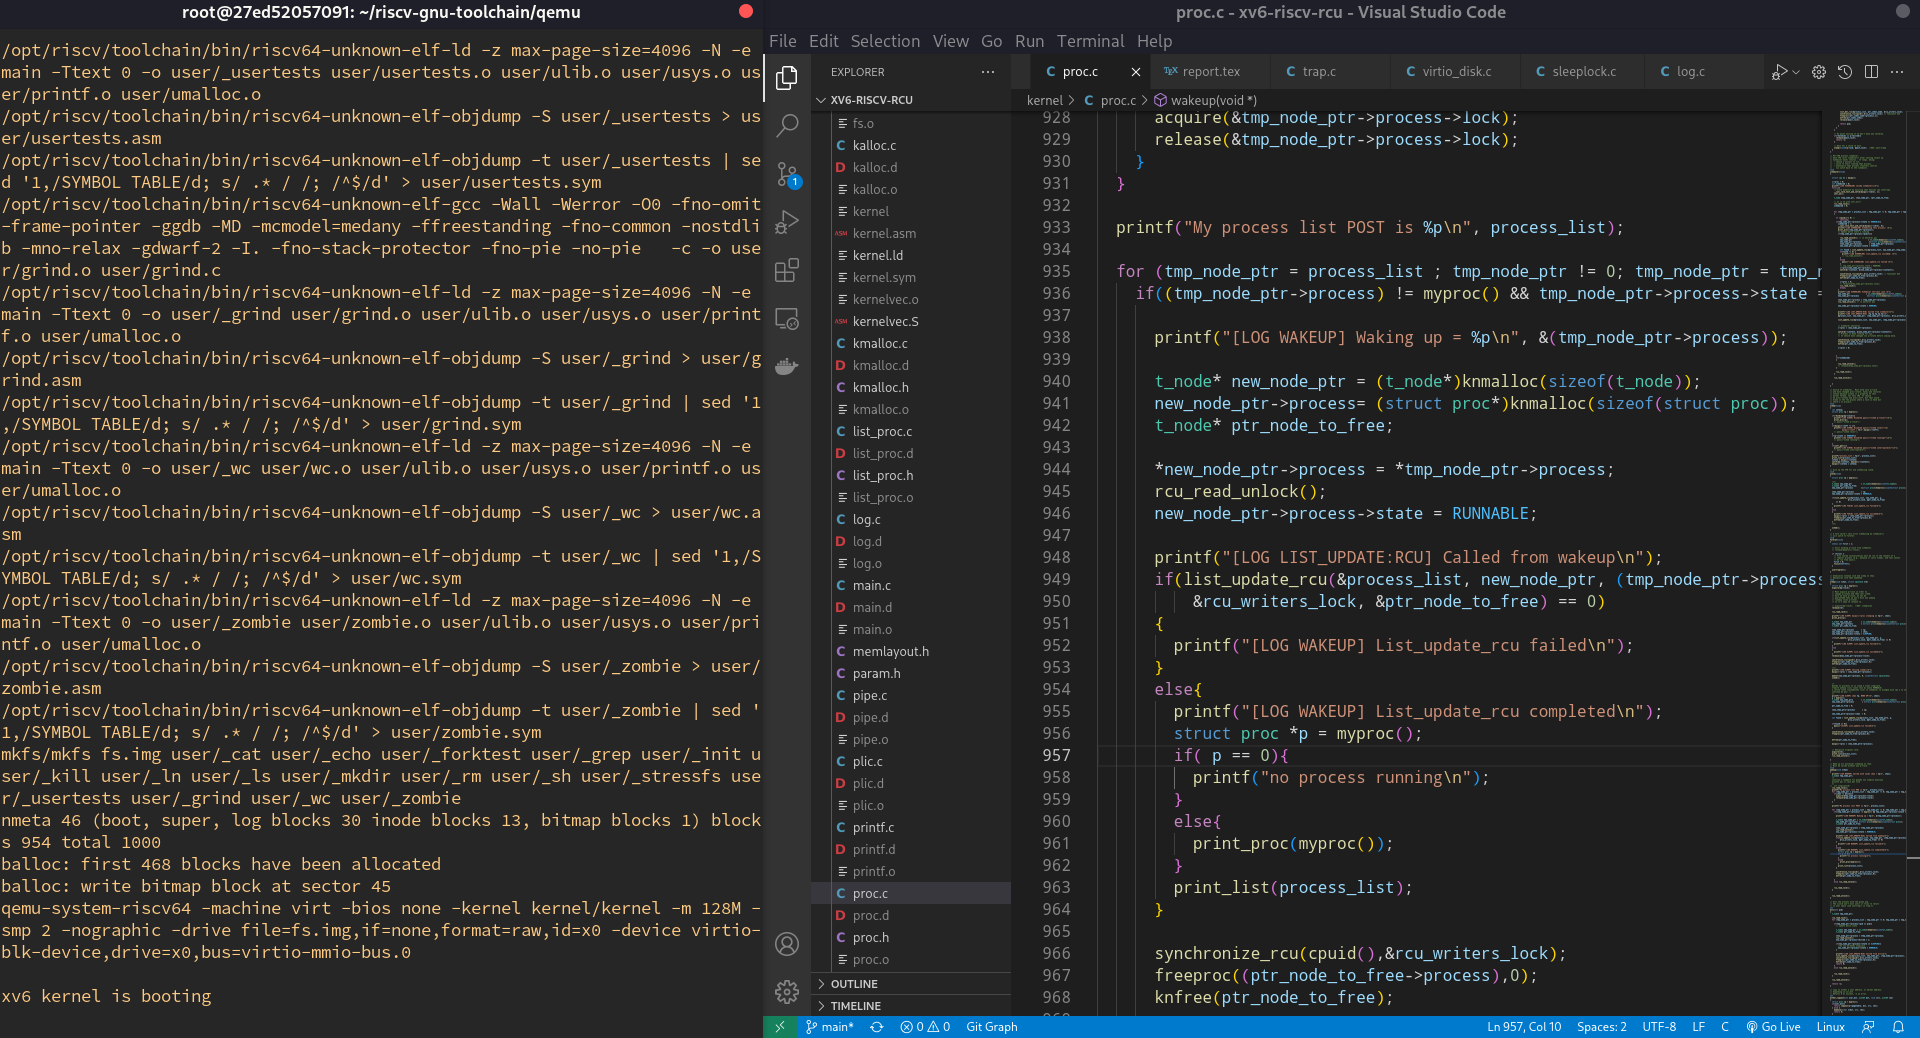 root@27ed52057091: ~/riscv-gnu-toolchain/qemu
/opt/riscv/toolchain/bin/riscv64-unknown-elf-ld -z max-page-size=4096 -N -e
main -Ttext 0 -o user/_usertests user/usertests.o user/ulib.o user/usys.o us
er/printf.o user/umalloc.o
/opt/riscv/toolchain/bin/riscv64-unknown-elf-objdump -S user/_usertests > us
er/usertests.asm
/opt/riscv/toolchain/bin/riscv64-unknown-elf-objdump -t user/_usertests | se
d '1,/SYMBOL TABLE/d; s/ .* / /; /^$/d' > user/usertests.sym
/opt/riscv/toolchain/bin/riscv64-unknown-elf-gcc -Wall -Werror -O0 -fno-omit
-frame-pointer -ggdb -MD -mcmodel=medany -ffreestanding -fno-common -nostdli
b -mno-relax -gdwarf-2 -I. -fno-stack-protector -fno-pie -no-pie   -c -o use
r/grind.o user/grind.c
/opt/riscv/toolchain/bin/riscv64-unknown-elf-ld -z max-page-size=4096 -N -e
main -Ttext 0 -o user/_grind user/grind.o user/ulib.o user/usys.o user/print
f.o user/umalloc.o
/opt/riscv/toolchain/bin/riscv64-unknown-elf-objdump -S user/_grind > user/g
rind.asm
/opt/riscv/toolchain/bin/riscv64-unknown-elf-objdump -t user/_grind | sed '1
,/SYMBOL TABLE/d; s/ .* / /; /^$/d' > user/grind.sym
/opt/riscv/toolchain/bin/riscv64-unknown-elf-ld -z max-page-size=4096 -N -e
main -Ttext 0 -o user/_wc user/wc.o user/ulib.o user/usys.o user/printf.o us
er/umalloc.o
/opt/riscv/toolchain/bin/riscv64-unknown-elf-objdump -S user/_wc > user/wc.a
sm
/opt/riscv/toolchain/bin/riscv64-unknown-elf-objdump -t user/_wc | sed '1,/S
YMBOL TABLE/d; s/ .* / /; /^$/d' > user/wc.sym
/opt/riscv/toolchain/bin/riscv64-unknown-elf-ld -z max-page-size=4096 -N -e
main -Ttext 0 -o user/_zombie user/zombie.o user/ulib.o user/usys.o user/pri
ntf.o user/umalloc.o
/opt/riscv/toolchain/bin/riscv64-unknown-elf-objdump -S user/_zombie > user/
zombie.asm
/opt/riscv/toolchain/bin/riscv64-unknown-elf-objdump -t user/_zombie | sed '
1,/SYMBOL TABLE/d; s/ .* / /; /^$/d' > user/zombie.sym
mkfs/mkfs fs.img user/_cat user/_echo user/_forktest user/_grep user/_init u
ser/_kill user/_ln user/_ls user/_mkdir user/_rm user/_sh user/_stressfs use
r/_usertests user/_grind user/_wc user/_zombie
nmeta 46 (boot, super, log blocks 30 inode blocks 13, bitmap blocks 1) block
s 954 total 1000
balloc: first 468 blocks have been allocated
balloc: write bitmap block at sector 45
qemu-system-riscv64 -machine virt -bios none -kernel kernel/kernel -m 128M -
smp 2 -nographic -drive file=fs.img,if=none,format=raw,id=x0 -device virtio-
blk-device,drive=x0,bus=virtio-mmio-bus.0
xv6 kernel is booting
proc.c - xv6-riscv-rcu - Visual Studio Code
File Edit Selection View Go Run Terminal Help
1
EXPLORER ···
XV6-RISCV-RCU
fs.o
C kalloc.c
D kalloc.d
kalloc.o
kernel
ASM kernel.asm
kernel.ld
kernel.sym
kernelvec.o
ASM kernelvec.S
C kmalloc.c
D kmalloc.d
C kmalloc.h
kmalloc.o
C list_proc.c
D list_proc.d
C list_proc.h
list_proc.o
C log.c
D log.d
log.o
C main.c
D main.d
main.o
C memlayout.h
C param.h
C pipe.c
D pipe.d
pipe.o
C plic.c
D plic.d
plic.o
C printf.c
D printf.d
printf.o
C proc.c
D proc.d
C proc.h
proc.o
OUTLINE
TIMELINE
C proc.c TEX report.tex C trap.c C virtio_disk.c C sleeplock.c C log.c
kernel > C proc.c > wakeup(void *)
928 acquire(&tmp_node_ptr->process->lock);
929 release(&tmp_node_ptr->process->lock);
930 }
931 }
932
933 printf("My process list POST is %p\n", process_list);
934
935 for (tmp_node_ptr = process_list ; tmp_node_ptr != 0; tmp_node_ptr = tmp_n
936 if((tmp_node_ptr->process) != myproc() && tmp_node_ptr->process->state =
937
938 printf("[LOG WAKEUP] Waking up = %p\n", &(tmp_node_ptr->process));
939
940 t_node* new_node_ptr = (t_node*)knmalloc(sizeof(t_node));
941 new_node_ptr->process= (struct proc*)knmalloc(sizeof(struct proc));
942 t_node* ptr_node_to_free;
943
944 *new_node_ptr->process = *tmp_node_ptr->process;
945 rcu_read_unlock();
946 new_node_ptr->process->state = RUNNABLE;
947
948 printf("[LOG LIST_UPDATE:RCU] Called from wakeup\n");
949 if(list_update_rcu(&process_list, new_node_ptr, (tmp_node_ptr->process
950 &rcu_writers_lock, &ptr_node_to_free) == 0)
951 {
952 printf("[LOG WAKEUP] List_update_rcu failed\n");
953 }
954 else{
955 printf("[LOG WAKEUP] List_update_rcu completed\n");
956 struct proc *p = myproc();
957 if( p == 0){
958 printf("no process running\n");
959 }
960 else{
961 print_proc(myproc());
962 }
963 print_list(process_list);
964 }
965
966 synchronize_rcu(cpuid(),&rcu_writers_lock);
967 freeproc((ptr_node_to_free->process),0);
968 knfree(ptr_node_to_free);
main* 0 0 Git Graph Ln 957, Col 10 Spaces: 2 UTF-8 LF C Go Live Linux